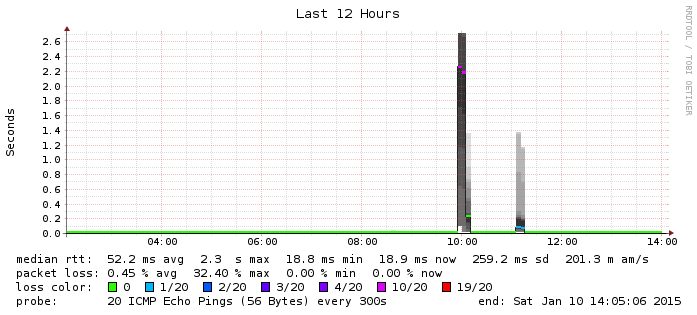 Last 12 Hours
RRDTOOL / TOBI OETIKER
Seconds
2.6
2.4
2.2
2.0
1.8
1.6
1.4
1.2
1.0
0.8
0.6
0.4
0.2
0.0
04:00 06:00 08:00 10:00 12:00 14:00
median rtt: 52.2 ms avg 2.3 s max 18.8 ms min 18.9 ms now 259.2 ms sd 201.3 m am/s
packet loss: 0.45 % avg 32.40 % max 0.00 % min 0.00 % now
loss color: 0 1/20 2/20 3/20 4/20 10/20 19/20
probe: 20 ICMP Echo Pings (56 Bytes) every 300s end: Sat Jan 10 14:05:06 2015